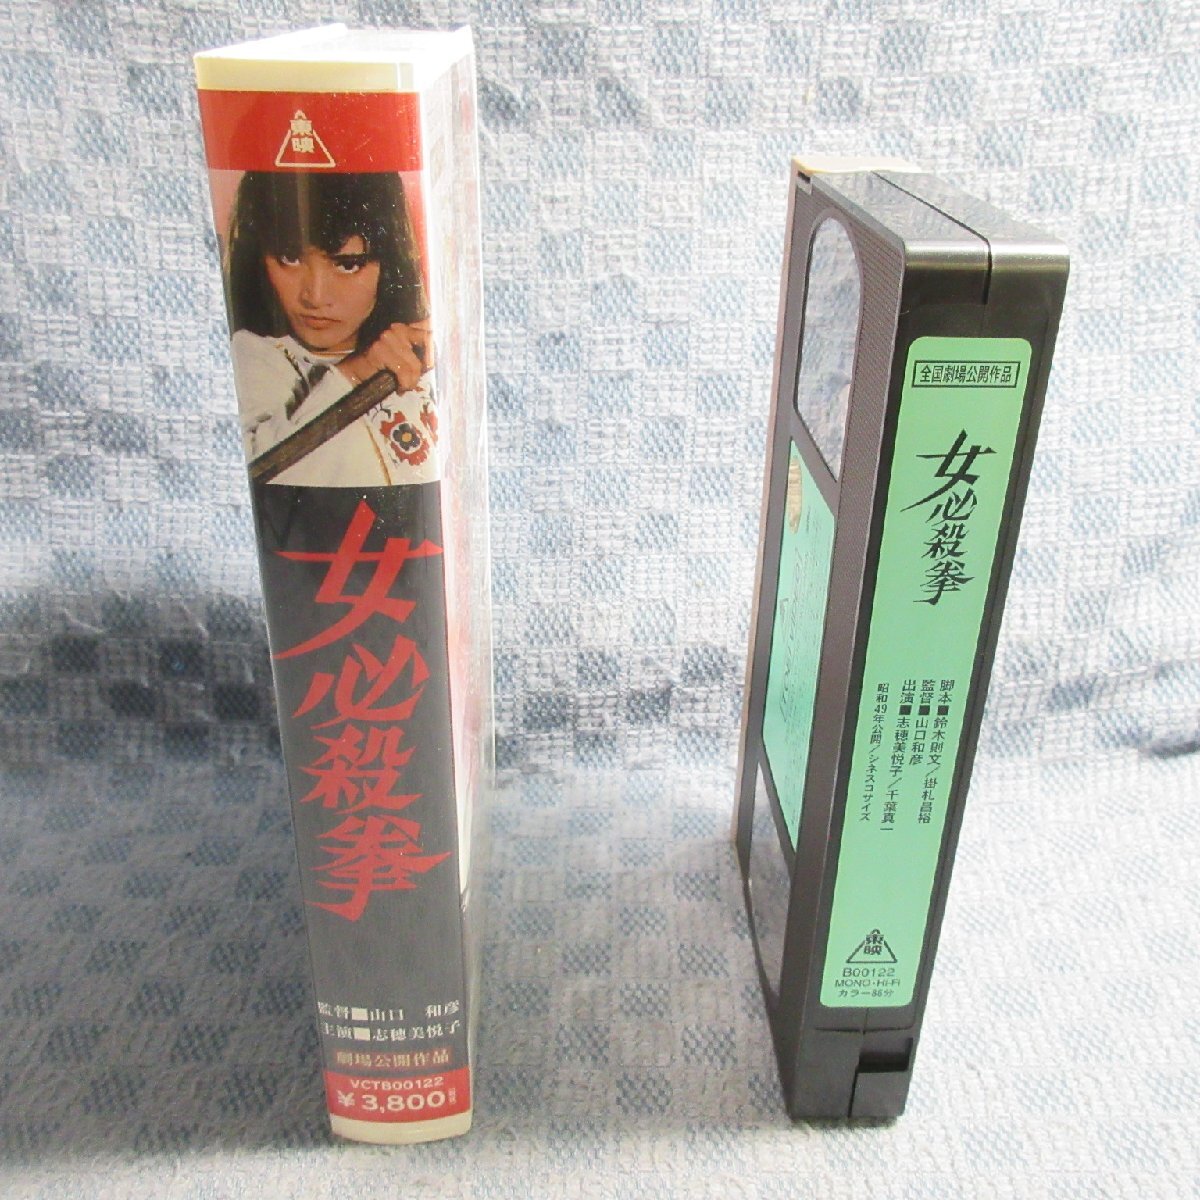 東映
女必殺拳
監督■山口 和彦
主演■志穂美悦子
劇場公開作品
VCTB00122
¥3,800
全国劇場公開作品
女必殺拳
脚本■鈴木則文/掛札昌裕
監督■山口和彦
出演■志穂美悦子/千葉真一
昭和49年公開/シネスコサイズ
東映
B00122
MONO・Hi-Fi
カラー86分